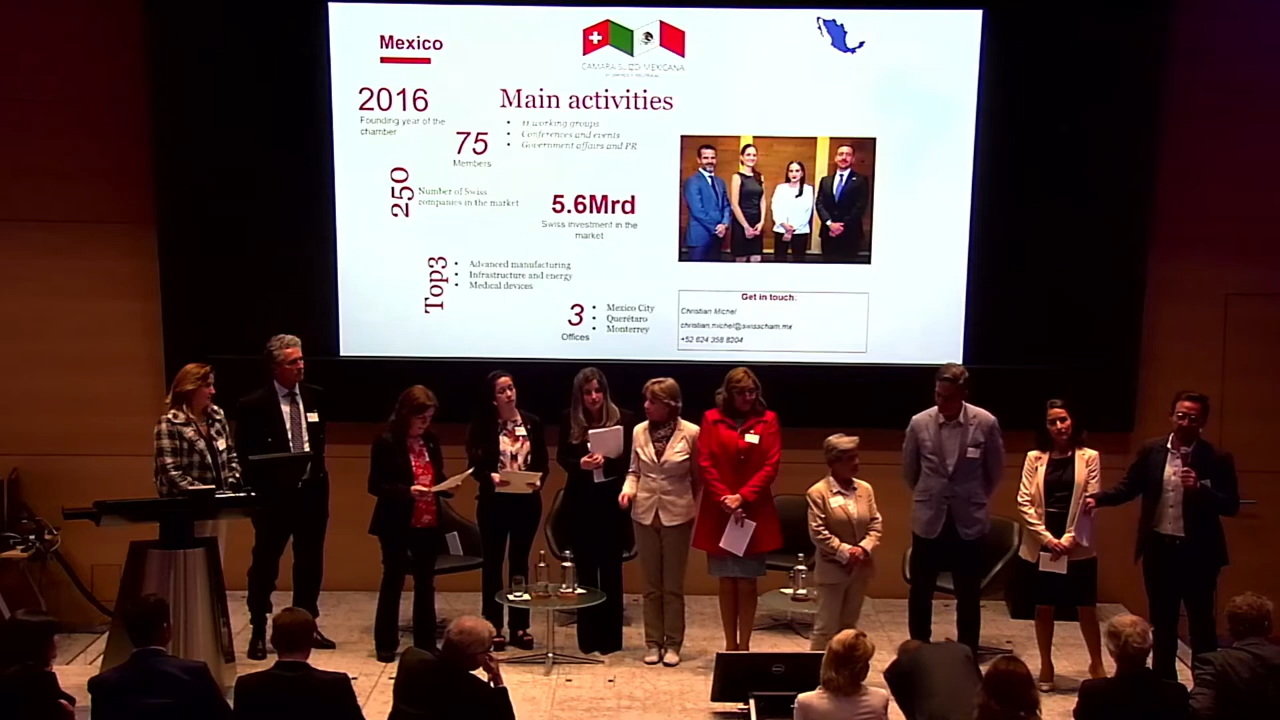 Mexico
CAMARA SUIZO-MEXICANA
2016
Founding year of the
chamber
Main activities
• 11 working groups
• Conferences and events
• Government affairs and PR
75
Members
250
Number of Swiss
companies in the market
5.6Mrd
Swiss investment in the
market
Top3
• Advanced manufacturing
• Infrastructure and energy
• Medical devices
3
Offices
• Mexico City
• Querétaro
• Monterrey
Get in touch:
Christian Michel
christian.michel@swisscham.mx
+52 624 358 8204
DELL